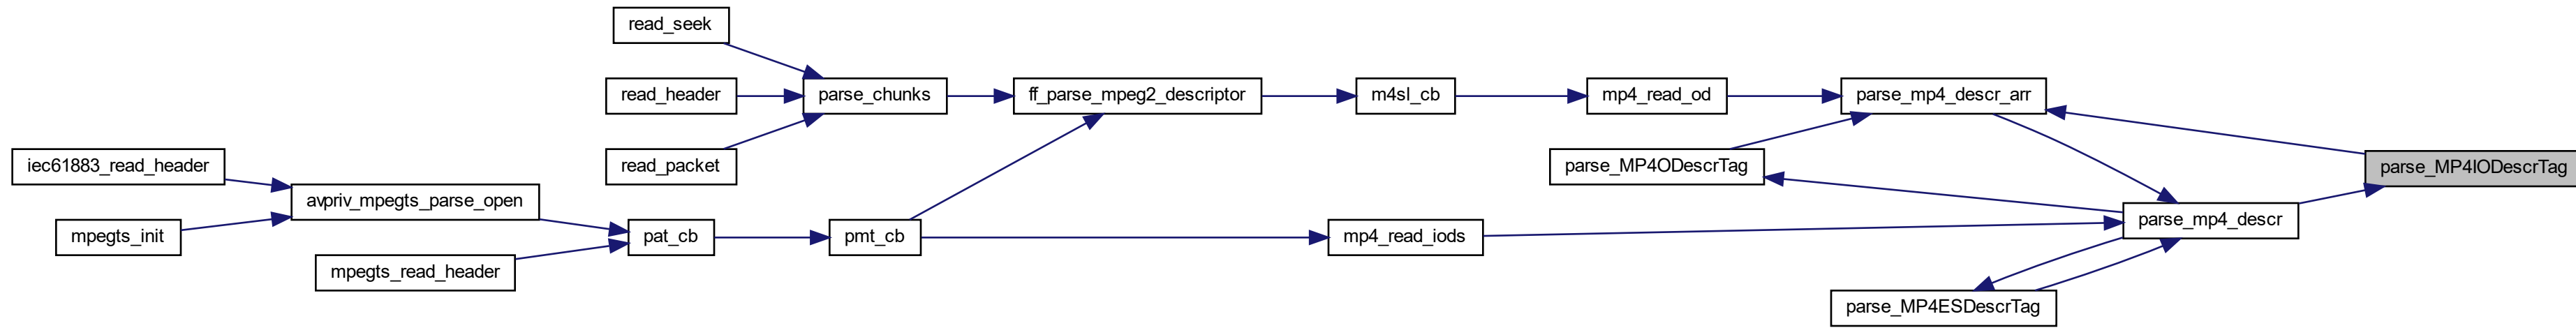 read_seek
read_header
parse_chunks
ff_parse_mpeg2_descriptor
m4sl_cb
mp4_read_od
parse_mp4_descr_arr
iec61883_read_header
read_packet
parse_MP4ODescrTag
parse_MP4IODescrTag
avpriv_mpegts_parse_open
mpegts_init
pat_cb
pmt_cb
mp4_read_iods
parse_mp4_descr
mpegts_read_header
parse_MP4ESDescrTag